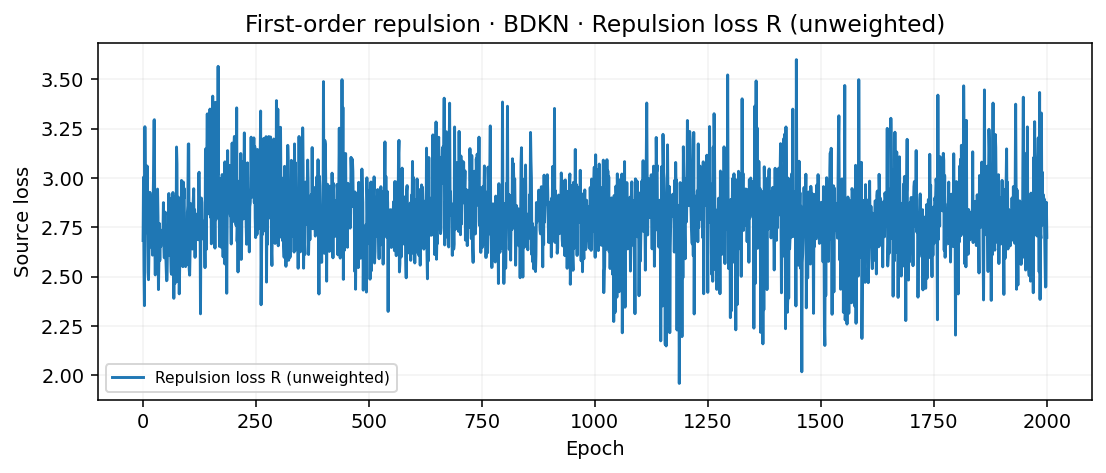 First-order repulsion · BDKN · Repulsion loss R (unweighted)
3.50
3.25
3.00
2.75
2.50
2.25
2.00
Source loss
Repulsion loss R (unweighted)
0 250 500 750 1000 1250 1500 1750 2000
Epoch